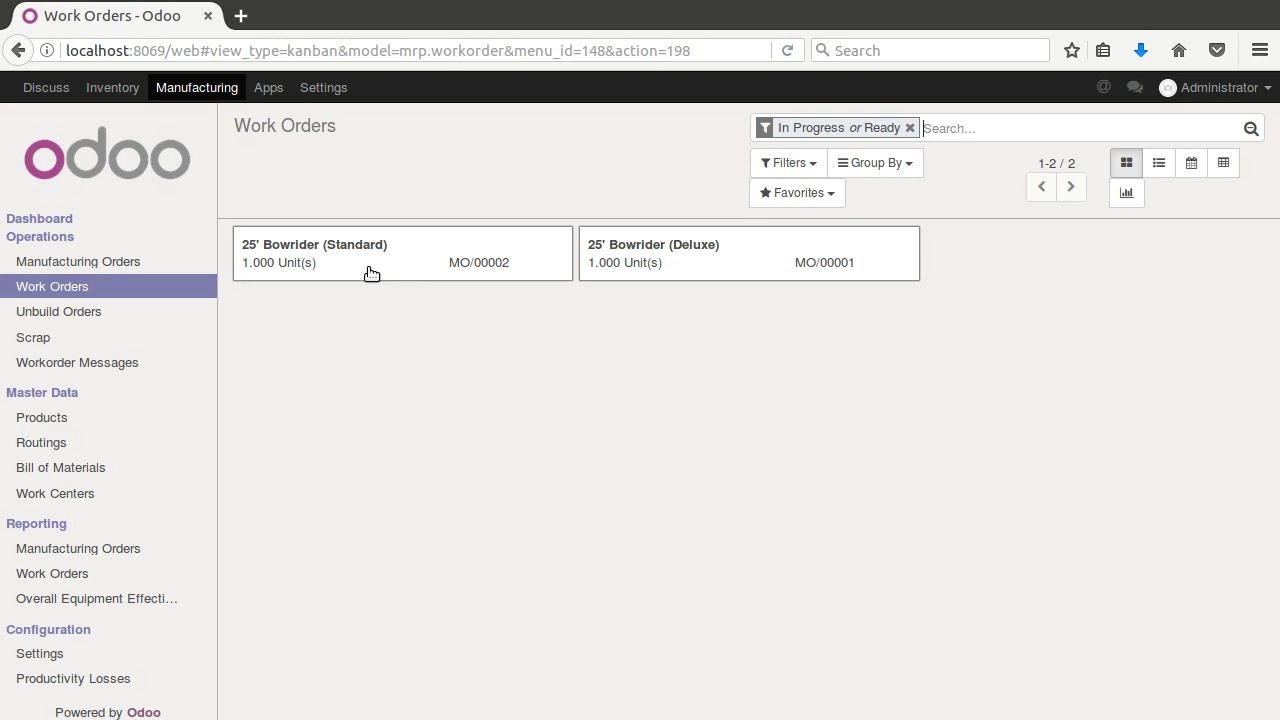 Work Orders - Odoo
localhost:8069/web#view_type=kanban&model=mrp.workorder&menu_id=148&action=198
Search
Discuss Inventory Manufacturing Apps Settings
Administrator
odoo
Work Orders
In Progress or Ready
Search...
Filters Group By
Favorites
1-2 / 2
Dashboard
Operations
Manufacturing Orders
Work Orders
Unbuild Orders
Scrap
Workorder Messages
Master Data
Products
Routings
Bill of Materials
Work Centers
Reporting
Manufacturing Orders
Work Orders
Overall Equipment Effecti…
Configuration
Settings
Productivity Losses
Powered by Odoo
25' Bowrider (Standard)
1.000 Unit(s) MO/00002
25' Bowrider (Deluxe)
1.000 Unit(s) MO/00001